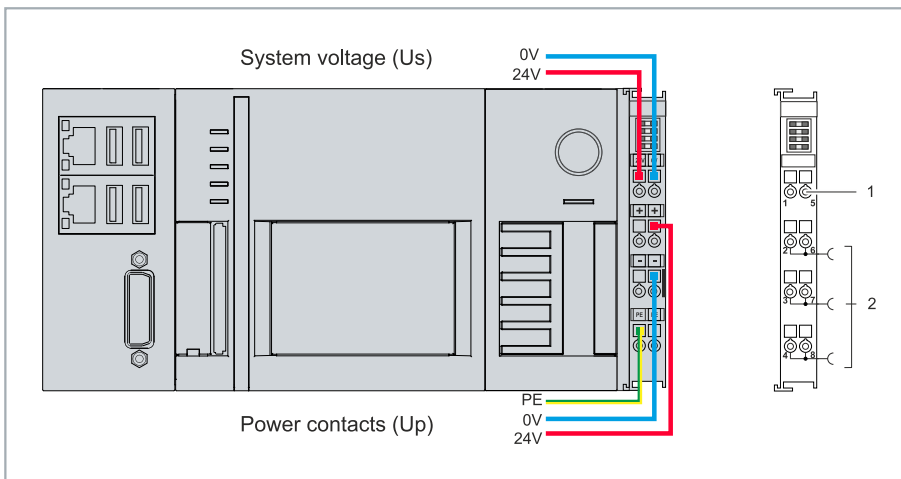 System voltage (Us)
0V
24V
+ +
- -
PE PE
PE
0V
24V
Power contacts (Up)
1 5
2 6
3 7
4 8
1
2